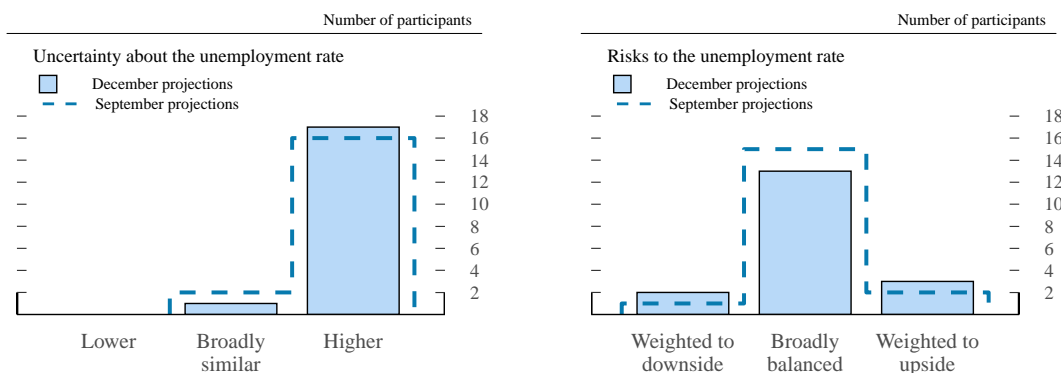 Number of participants
Uncertainty about the unemployment rate
December projections
September projections
18
16
14
12
10
8
6
4
2
Lower
Broadly
similar
Higher
Number of participants
Risks to the unemployment rate
December projections
September projections
18
16
14
12
10
8
6
4
2
Weighted to
downside
Broadly
balanced
Weighted to
upside